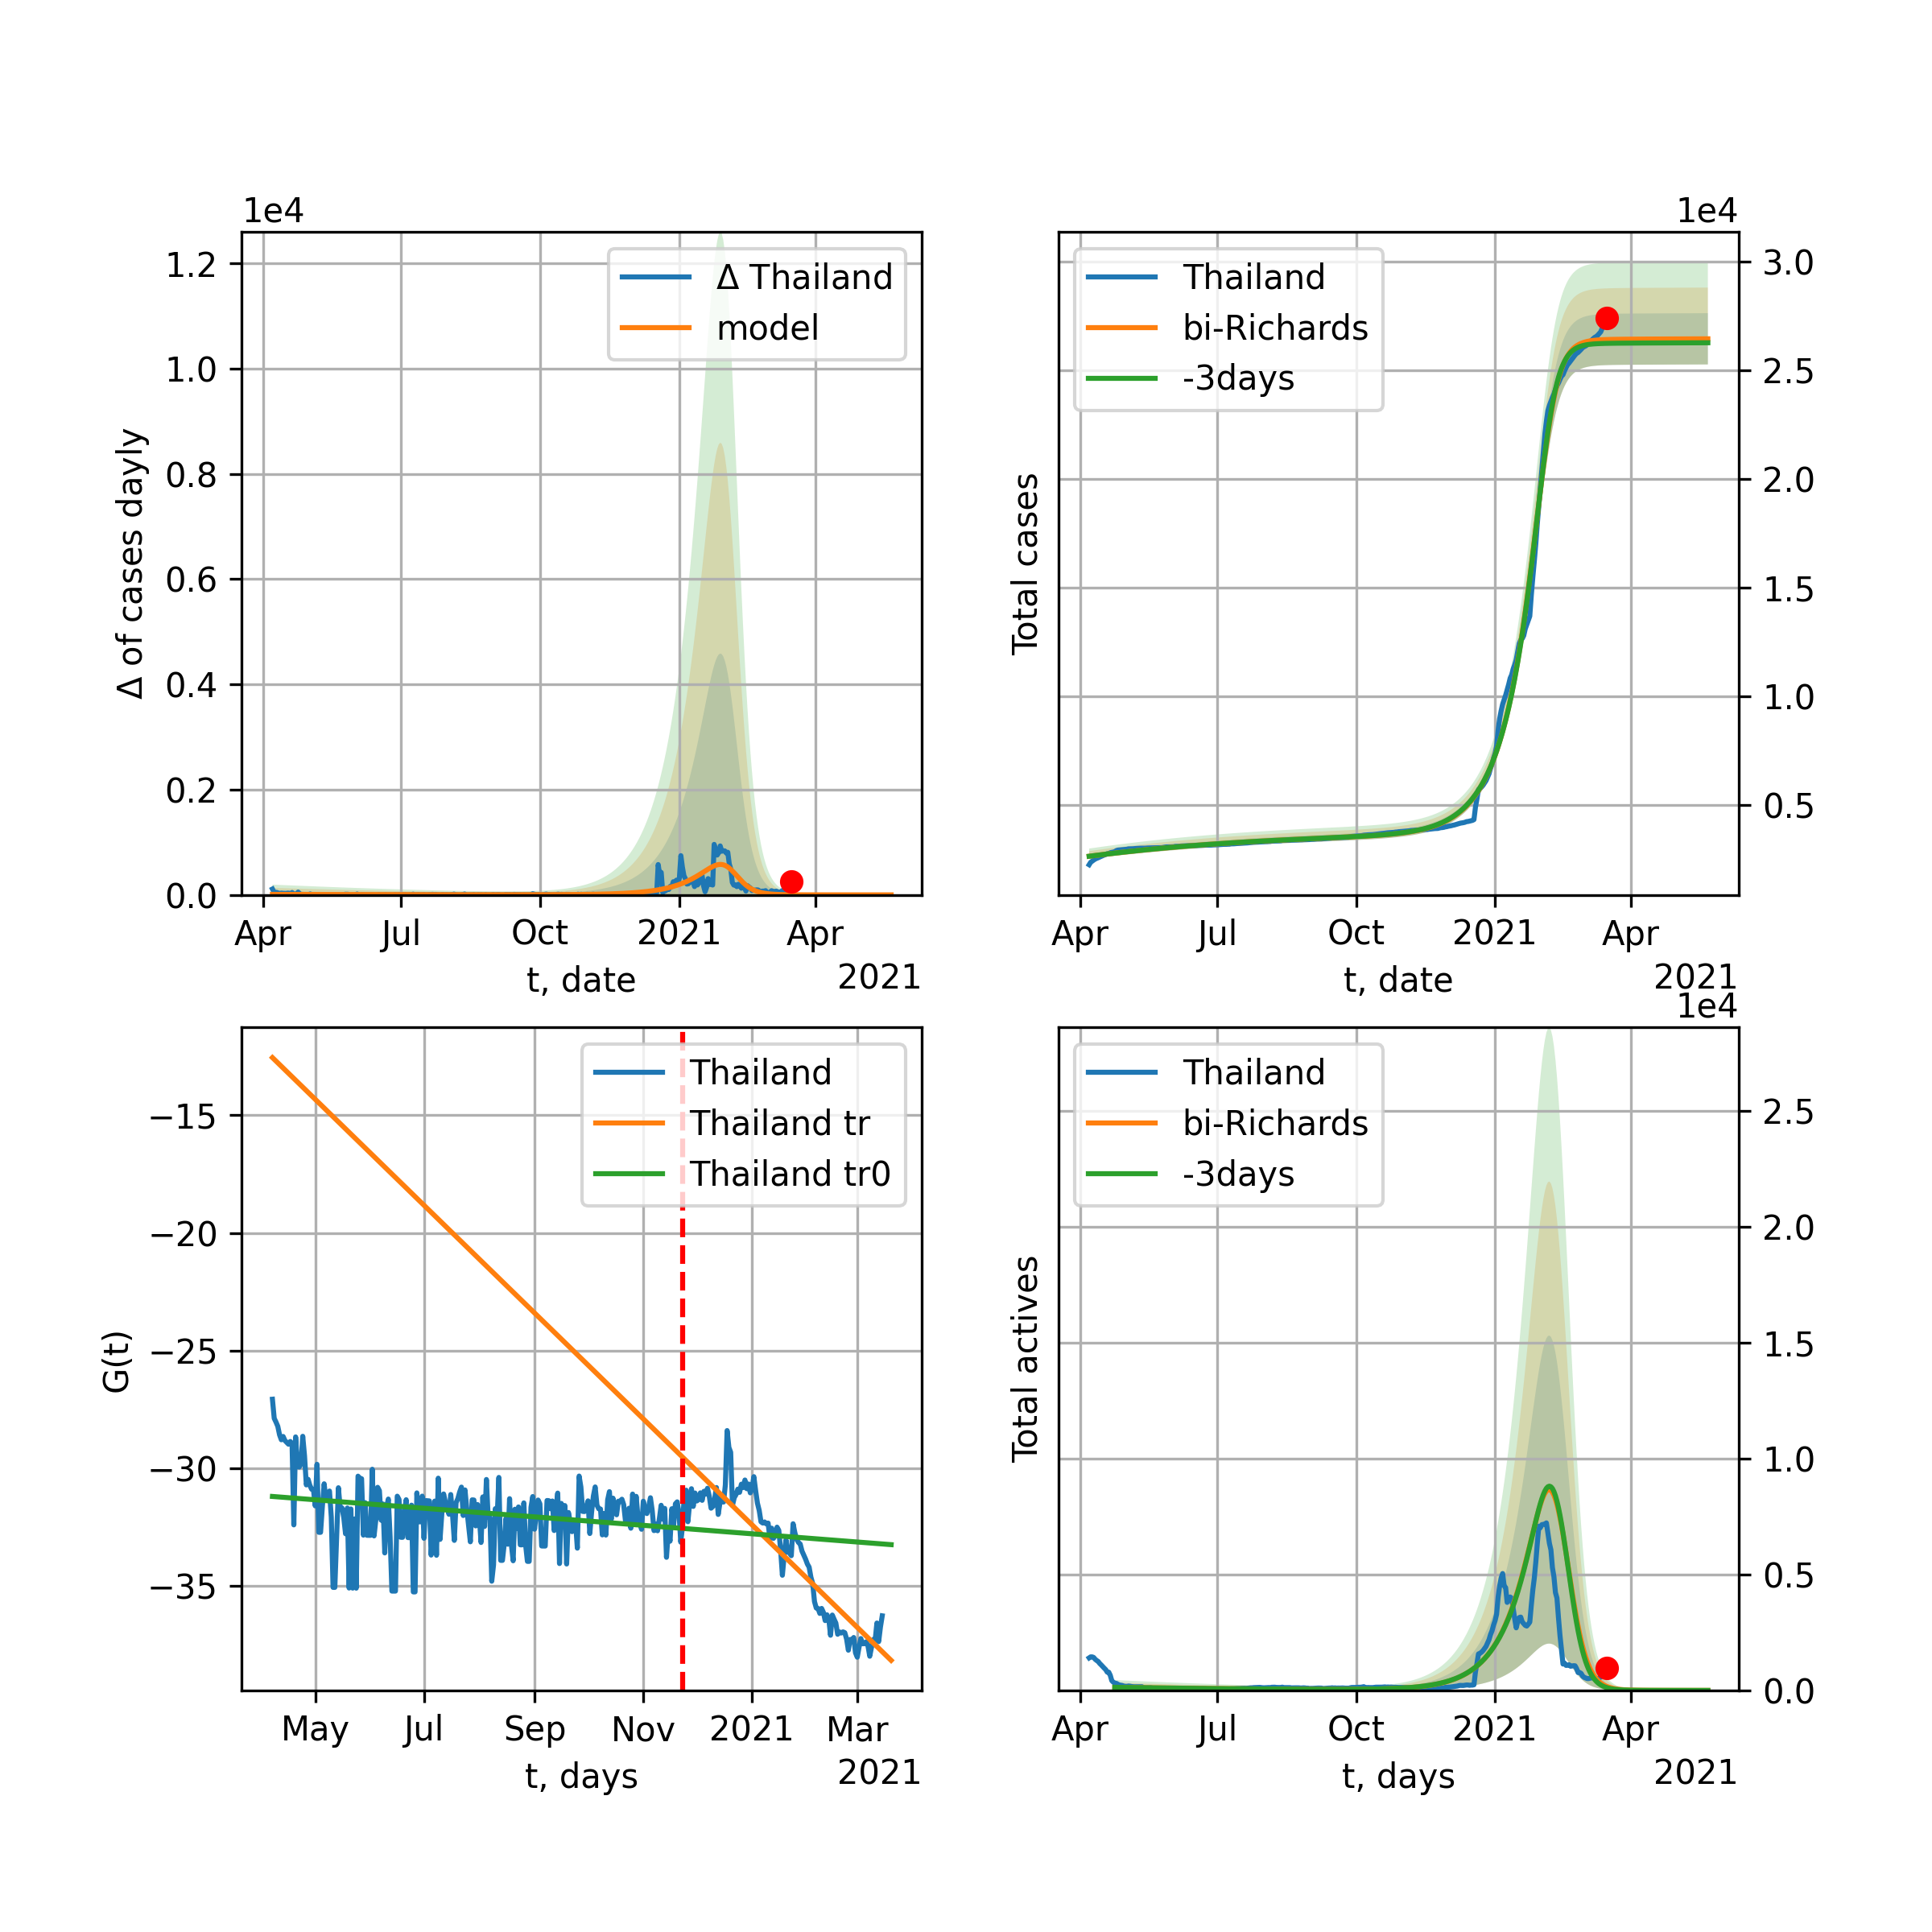 1e4
Δ of cases dayly
1.2
1.0
0.8
0.6
0.4
0.2
0.0
Δ Thailand
model
Apr Jul Oct 2021 Apr
t, date
2021
1e4
Total cases
Thailand
bi-Richards
-3days
3.0
2.5
2.0
1.5
1.0
0.5
Apr Jul Oct 2021 Apr
t, date
2021
G(t)
−15
−20
−25
−30
−35
Thailand
Thailand tr
Thailand tr0
May Jul Sep Nov 2021 Mar
t, days
2021
1e4
Total actives
Thailand
bi-Richards
-3days
2.5
2.0
1.5
1.0
0.5
0.0
Apr Jul Oct 2021 Apr
t, days
2021